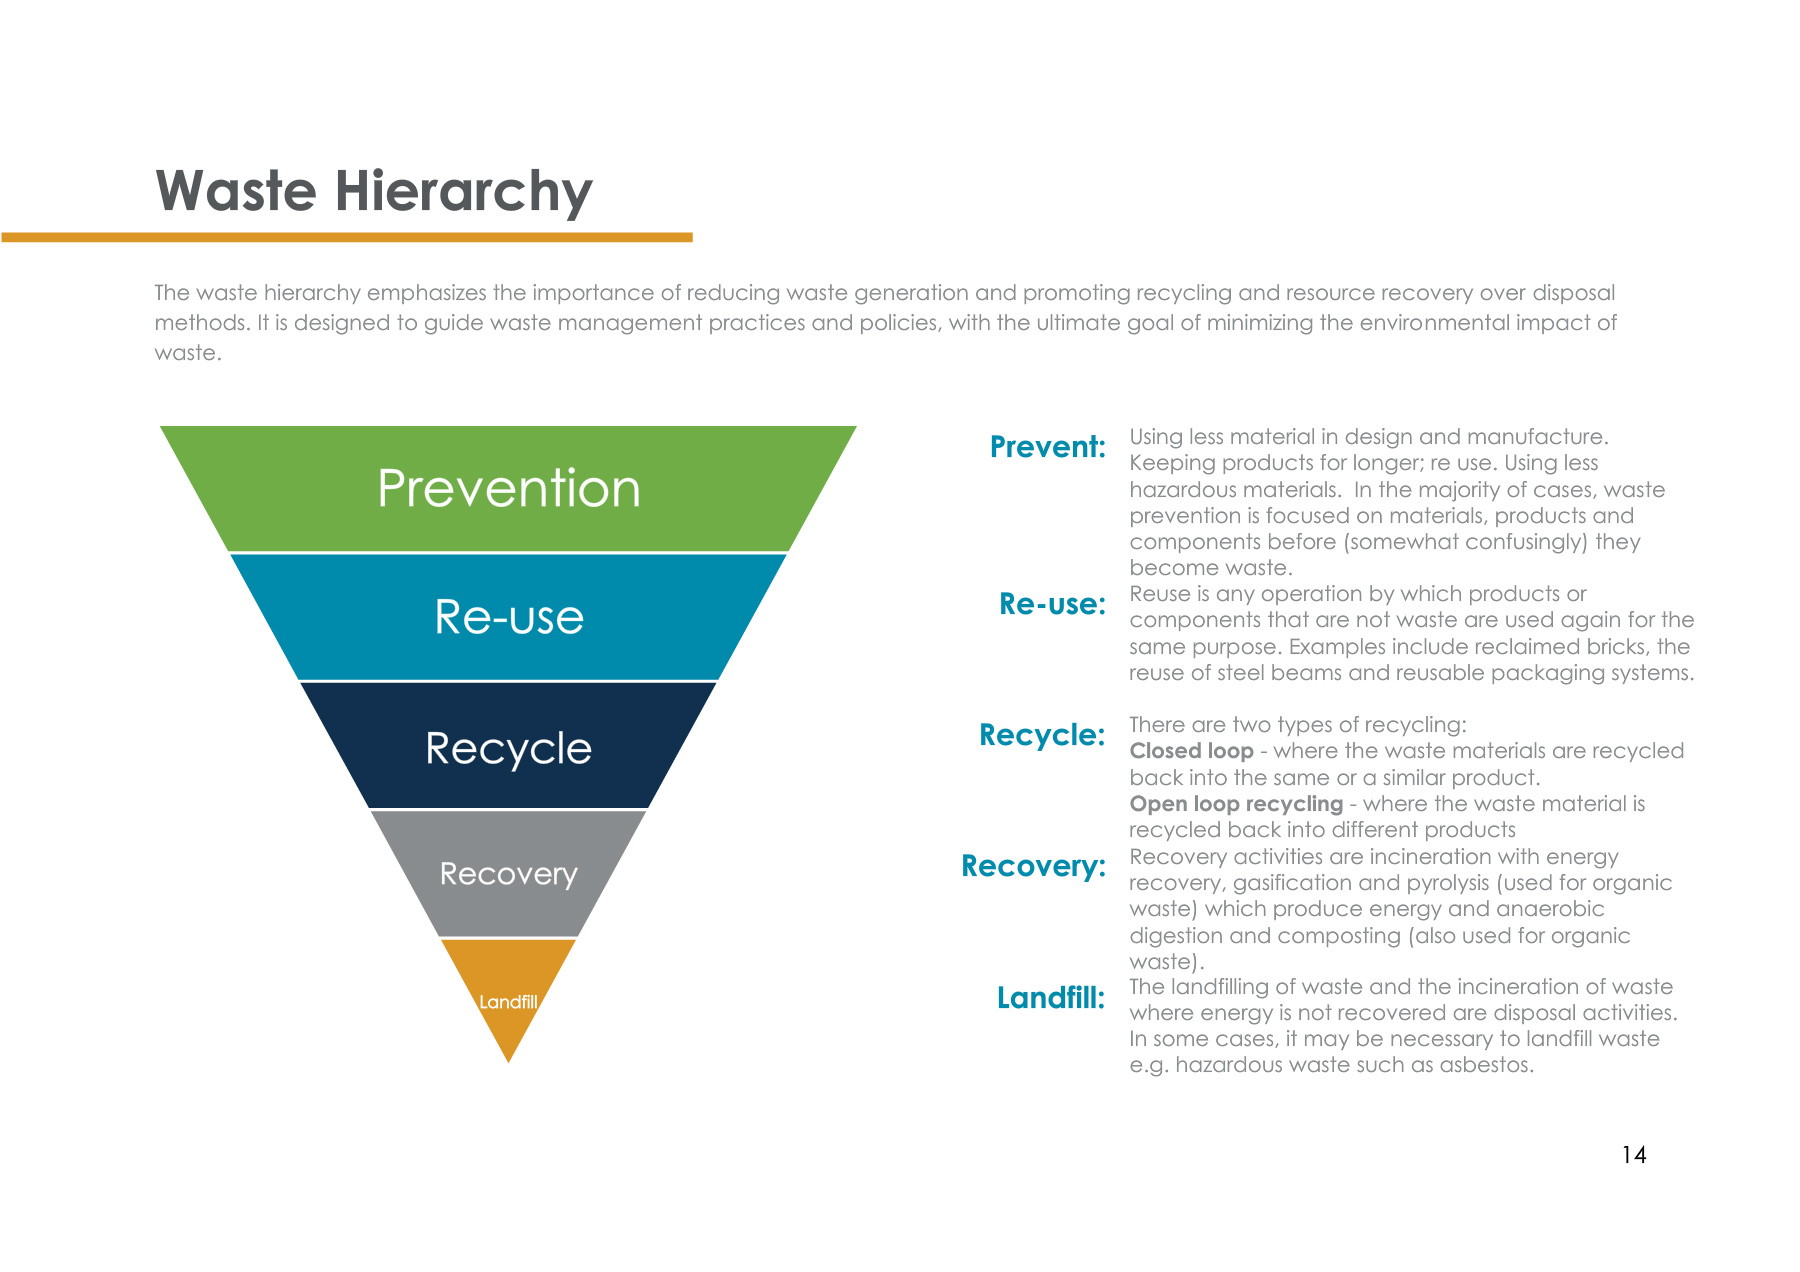 Waste Hierarchy
The waste hierarchy emphasizes the importance of reducing waste generation and promoting recycling and resource recovery over disposal
methods. It is designed to guide waste management practices and policies, with the ultimate goal of minimizing the environmental impact of
waste.
Prevention
Re-use
Recycle
Recovery
Landfill
Prevent:
Using less material in design and manufacture.
Keeping products for longer; re use. Using less
hazardous materials.  In the majority of cases, waste
prevention is focused on materials, products and
components before (somewhat confusingly) they
become waste.
Re-use:
Reuse is any operation by which products or
components that are not waste are used again for the
same purpose. Examples include reclaimed bricks, the
reuse of steel beams and reusable packaging systems.
Recycle:
There are two types of recycling:
Closed loop - where the waste materials are recycled
back into the same or a similar product.
Open loop recycling - where the waste material is
recycled back into different products
Recovery:
Recovery activities are incineration with energy
recovery, gasification and pyrolysis (used for organic
waste) which produce energy and anaerobic
digestion and composting (also used for organic
waste).
Landfill:
The landfilling of waste and the incineration of waste
where energy is not recovered are disposal activities.
In some cases, it may be necessary to landfill waste
e.g. hazardous waste such as asbestos.
14